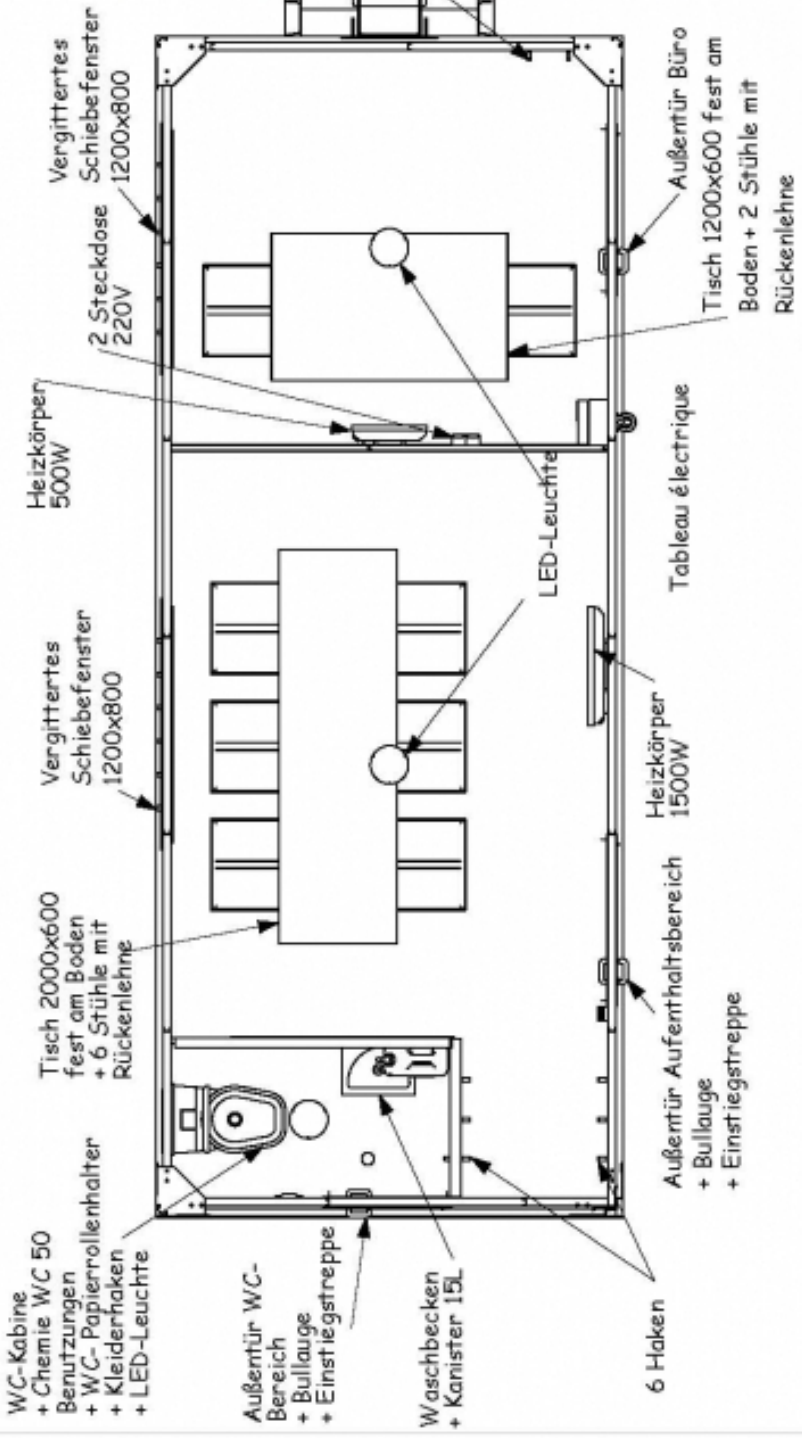 WC-Kabine
+ Chemie WC 50
Benutzungen
+ WC- Papierrollenhalter
+ Kleiderhaken
+ LED-Leuchte
Tisch 2000x600
fest am Boden
+ 6 Stühle mit
Rückenlehne
Vergittertes
Schiebefenster
1200x800
Heizkörper
500W
2 Steckdose
220V
Vergittertes
Schiebefenster
1200x800
Außentür WC-
Bereich
+ Bullauge
+ Einstiegstreppe
Waschbecken
+ Kanister 15L
LED-Leuchte
6 Haken
Außentür Aufenthaltsbereich
+ Bullauge
+ Einstiegstreppe
Heizkörper
1500W
Tableau électrique
Außentür Büro
Tisch 1200x600 fest am
Boden + 2 Stühle mit
Rückenlehne